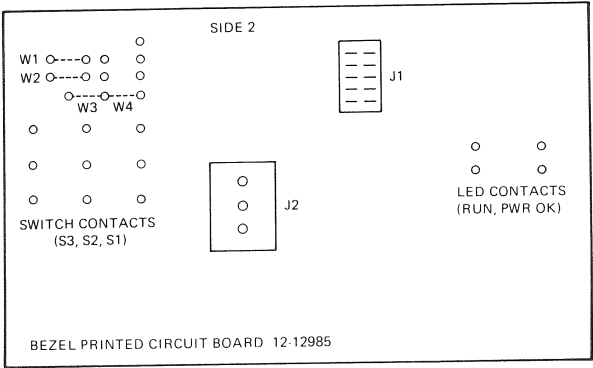 SIDE 2
W1
W2
W3 W4
J1
J2
SWITCH CONTACTS
(S3, S2, S1)
LED CONTACTS
(RUN, PWR OK)
BEZEL PRINTED CIRCUIT BOARD 12-12985